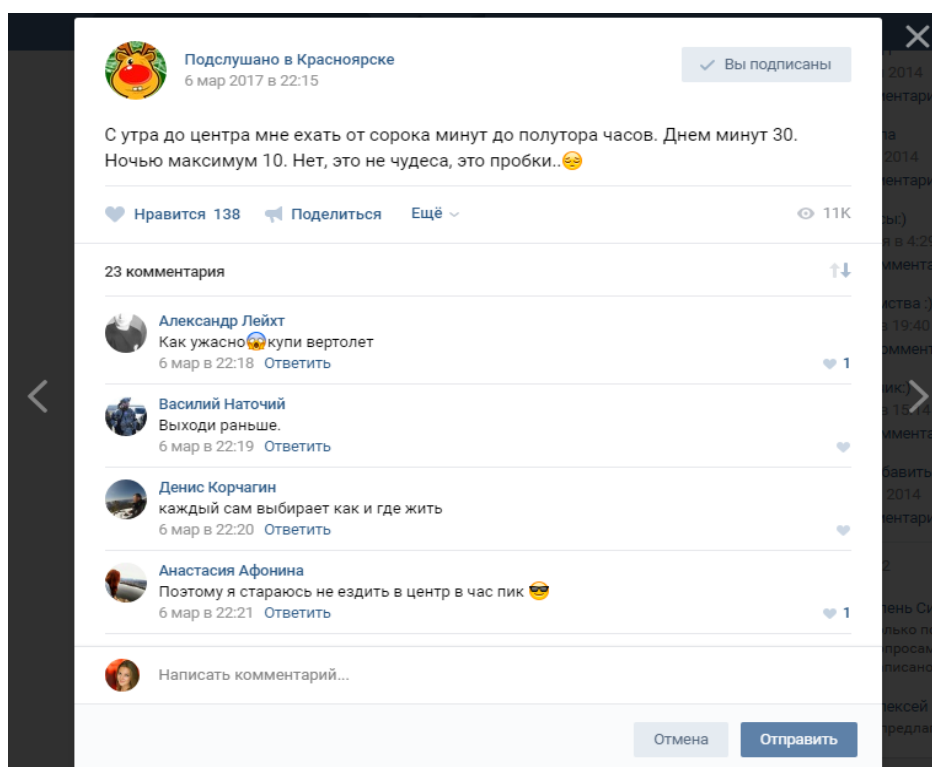 Подслушано в Красноярске
6 мар 2017 в 22:15
Вы подписаны
С утра до центра мне ехать от сорока минут до полутора часов. Днем минут 30.
Ночью максимум 10. Нет, это не чудеса, это пробки..😔
Нравится 138 Поделиться Ещё 11K
23 комментария
Александр Лейхт
Как ужасно😱купи вертолет
6 мар в 22:18 Ответить 1
Василий Наточий
Выходи раньше.
6 мар в 22:19 Ответить
Денис Корчагин
каждый сам выбирает как и где жить
6 мар в 22:20 Ответить
Анастасия Афонина
Поэтому я стараюсь не ездить в центр в час пик 😎
6 мар в 22:21 Ответить 1
Написать комментарий...
Отмена Отправить